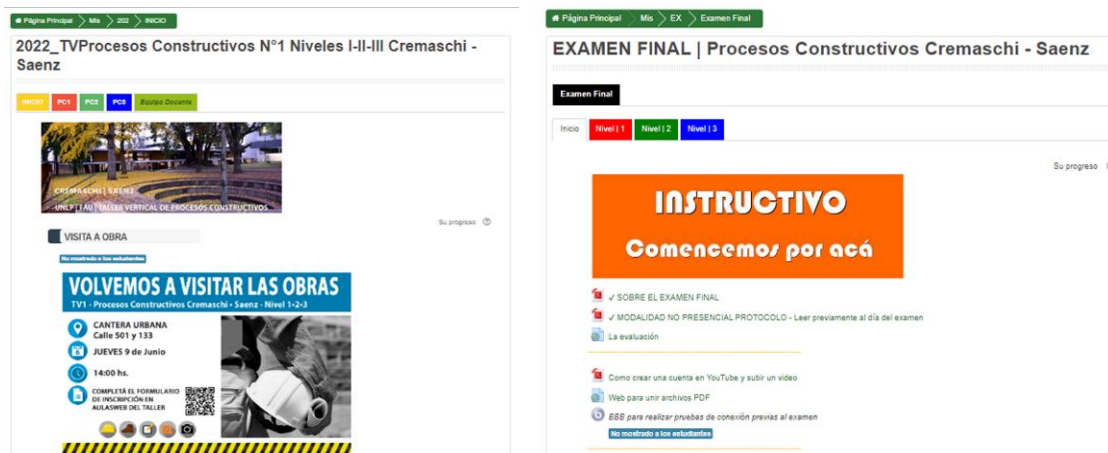 Página Principal Mis 202 INICIO
2022_TVProcesos Constructivos N°1 Niveles I-II-III Cremaschi -
Saenz
INICIO PC1 PC2 PC3 Equipo Docente
CREMASCHI | SAENZ
UNLP | FAU | TALLER VERTICAL DE PROCESOS CONSTRUCTIVOS
Su progreso
VISITA A OBRA
No mostrado a los estudiantes
VOLVEMOS A VISITAR LAS OBRAS
TV1 - Procesos Constructivos Cremaschi • Saenz - Nivel 1•2•3
CANTERA URBANA
Calle 501 y 133
JUEVES 9 de Junio
14:00 hs.
COMPLETÁ EL FORMULARIO
DE INSCRIPCIÓN EN
AULASWEB DEL TALLER
Página Principal Mis EX Examen Final
EXAMEN FINAL | Procesos Constructivos Cremaschi - Saenz
Examen Final
Inicio Nivel | 1 Nivel | 2 Nivel | 3
Su progreso
INSTRUCTIVO
Comencemos por acá
✓ SOBRE EL EXAMEN FINAL
✓ MODALIDAD NO PRESENCIAL PROTOCOLO - Leer previamente al día del examen
La evaluación
Como crear una cuenta en YouTube y subir un video
Web para unir archivos PDF
BBB para realizar pruebas de conexión previas al examen
No mostrado a los estudiantes